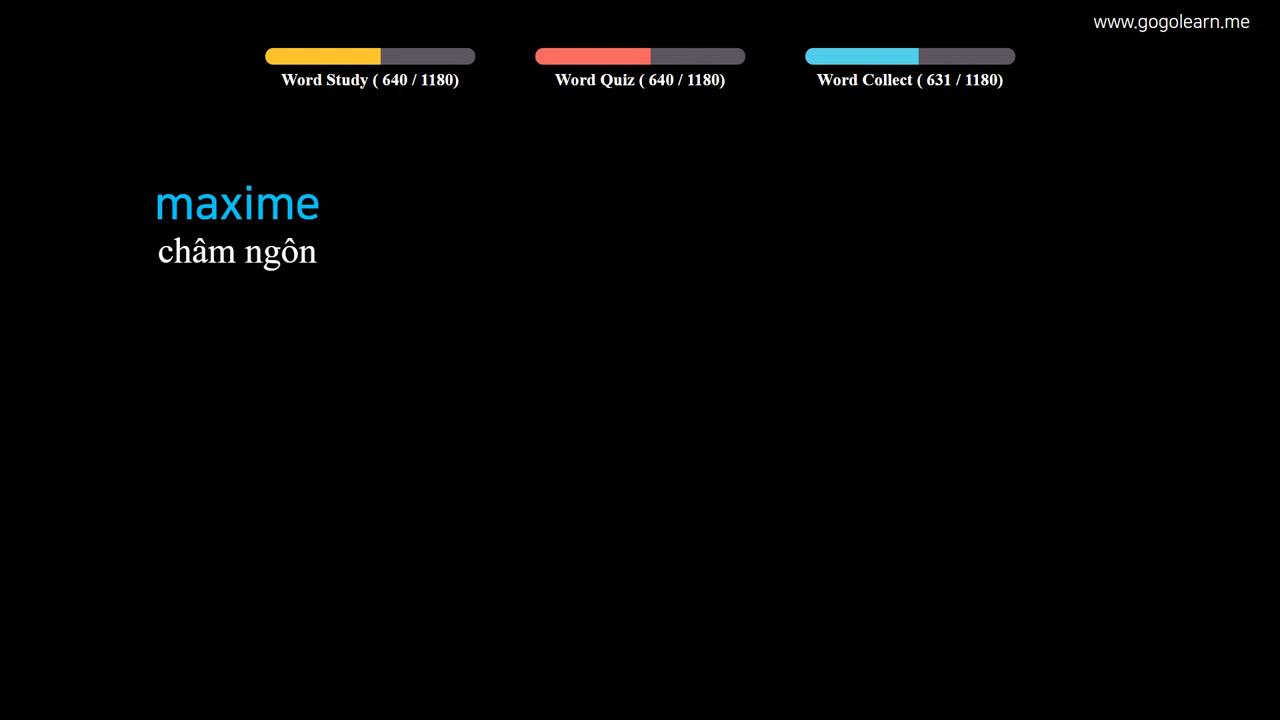 www.gogolearn.me
Word Study ( 640 / 1180)
Word Quiz ( 640 / 1180)
Word Collect ( 631 / 1180)
maxime
châm ngôn